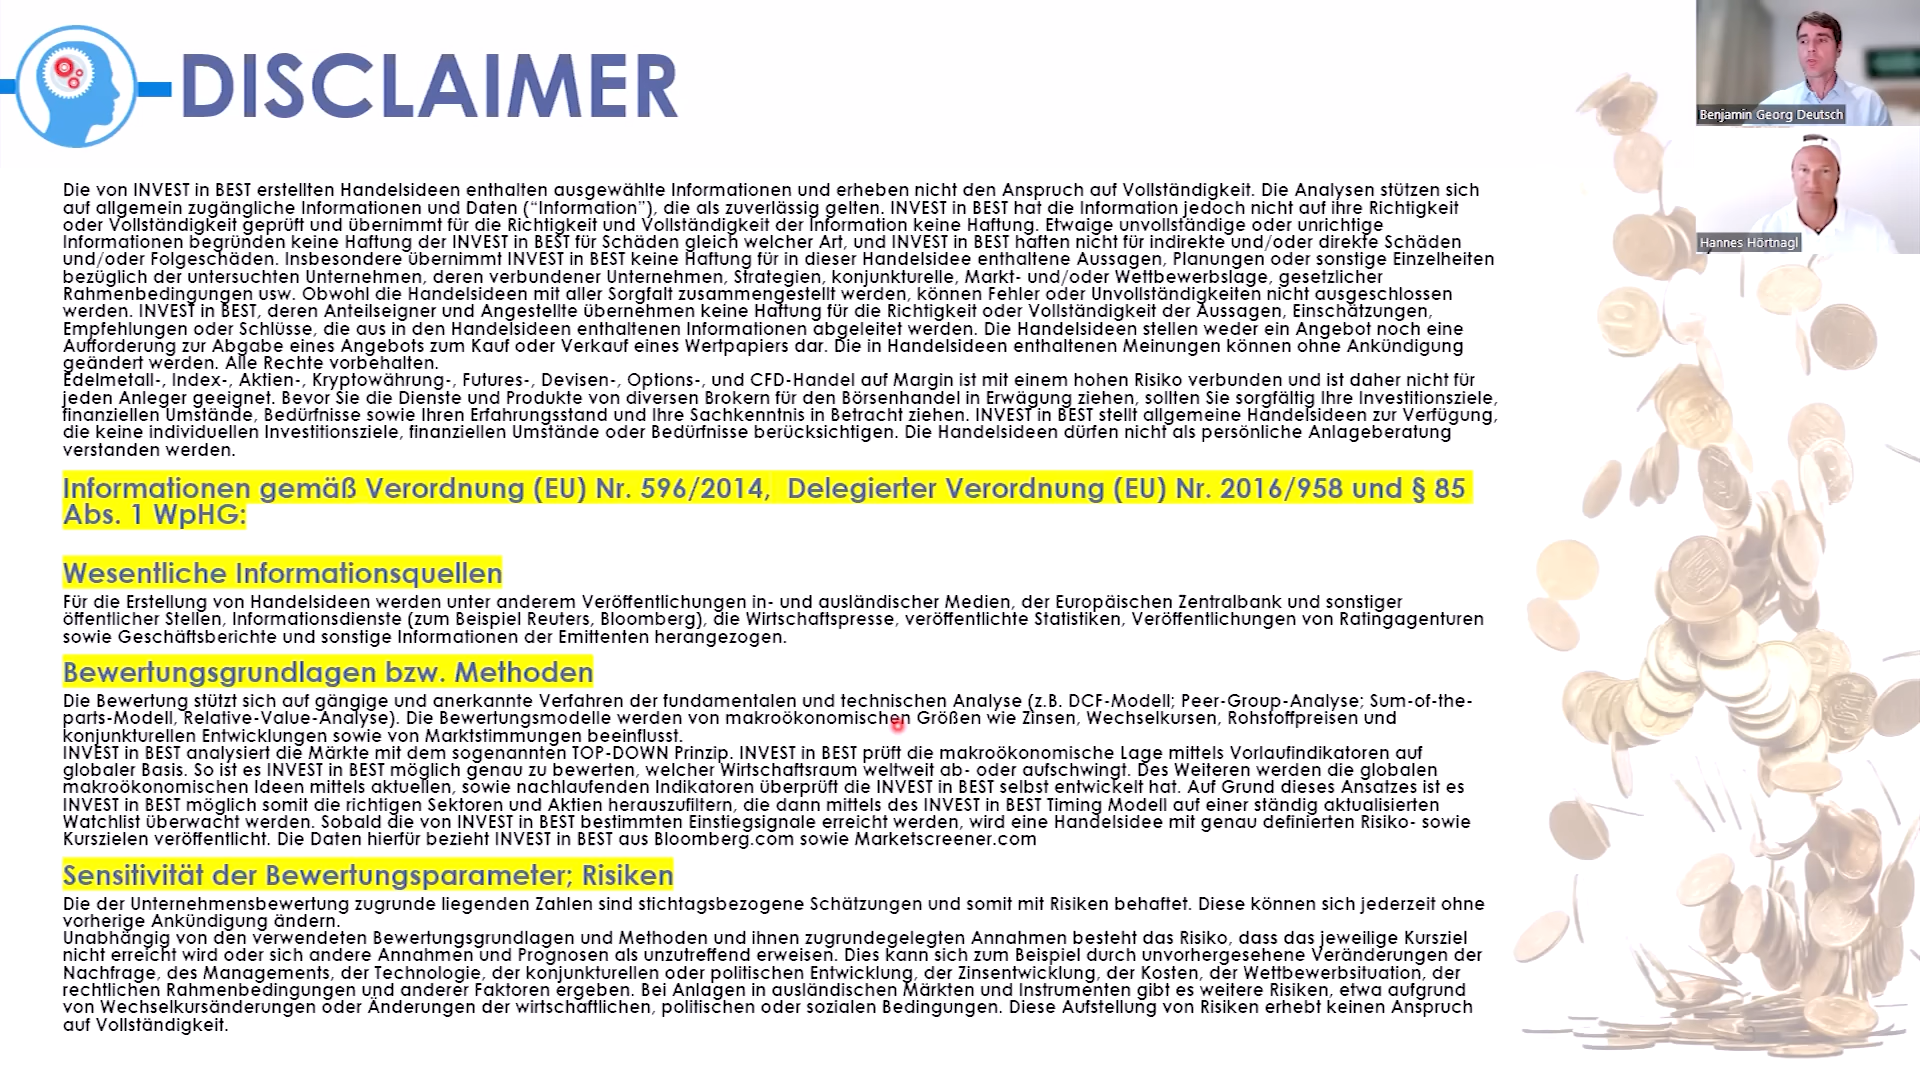 DISCLAIMER
Benjamin Georg Deutsch
Hannes Hörtnagl
Die von INVEST in BEST erstellten Handelsideen enthalten ausgewählte Informationen und erheben nicht den Anspruch auf Vollständigkeit. Die Analysen stützen sich
auf allgemein zugängliche Informationen und Daten (“Information”), die als zuverlässig gelten. INVEST in BEST hat die Information jedoch nicht auf ihre Richtigkeit
oder Vollständigkeit geprüft und übernimmt für die Richtigkeit und Vollständigkeit der Information keine Haftung. Etwaige unvollständige oder unrichtige
Informationen begründen keine Haftung der INVEST in BEST für Schäden gleich welcher Art, und INVEST in BEST haften nicht für indirekte und/oder direkte Schäden
und/oder Folgeschäden. Insbesondere übernimmt INVEST in BEST keine Haftung für in dieser Handelsidee enthaltene Aussagen, Planungen oder sonstige Einzelheiten
bezüglich der untersuchten Unternehmen, deren verbundener Unternehmen, Strategien, konjunkturelle, Markt- und/oder Wettbewerbslage, gesetzlicher
Rahmenbedingungen usw. Obwohl die Handelsideen mit aller Sorgfalt zusammengestellt werden, können Fehler oder Unvollständigkeiten nicht ausgeschlossen
werden. INVEST in BEST, deren Anteilseigner und Angestellte übernehmen keine Haftung für die Richtigkeit oder Vollständigkeit der Aussagen, Einschätzungen,
Empfehlungen oder Schlüsse, die aus in den Handelsideen enthaltenen Informationen abgeleitet werden. Die Handelsideen stellen weder ein Angebot noch eine
Aufforderung zur Abgabe eines Angebots zum Kauf oder Verkauf eines Wertpapiers dar. Die in Handelsideen enthaltenen Meinungen können ohne Ankündigung
geändert werden. Alle Rechte vorbehalten.
Edelmetall-, Index-, Aktien-, Kryptowährung-, Futures-, Devisen-, Options-, und CFD-Handel auf Margin ist mit einem hohen Risiko verbunden und ist daher nicht für
jeden Anleger geeignet. Bevor Sie die Dienste und Produkte von diversen Brokern für den Börsenhandel in Erwägung ziehen, sollten Sie sorgfältig Ihre Investitionsziele,
finanziellen Umstände, Bedürfnisse sowie Ihren Erfahrungsstand und Ihre Sachkenntnis in Betracht ziehen. INVEST in BEST stellt allgemeine Handelsideen zur Verfügung,
die keine individuellen Investitionsziele, finanziellen Umstände oder Bedürfnisse berücksichtigen. Die Handelsideen dürfen nicht als persönliche Anlageberatung
verstanden werden.
Informationen gemäß Verordnung (EU) Nr. 596/2014, Delegierter Verordnung (EU) Nr. 2016/958 und § 85
Abs. 1 WpHG:
Wesentliche Informationsquellen
Für die Erstellung von Handelsideen werden unter anderem Veröffentlichungen in- und ausländischer Medien, der Europäischen Zentralbank und sonstiger
öffentlicher Stellen, Informationsdienste (zum Beispiel Reuters, Bloomberg), die Wirtschaftspresse, veröffentlichte Statistiken, Veröffentlichungen von Ratingagenturen
sowie Geschäftsberichte und sonstige Informationen der Emittenten herangezogen.
Bewertungsgrundlagen bzw. Methoden
Die Bewertung stützt sich auf gängige und anerkannte Verfahren der fundamentalen und technischen Analyse (z.B. DCF-Modell; Peer-Group-Analyse; Sum-of-the-
parts-Modell, Relative-Value-Analyse). Die Bewertungsmodelle werden von makroökonomischen Größen wie Zinsen, Wechselkursen, Rohstoffpreisen und
konjunkturellen Entwicklungen sowie von Marktstimmungen beeinflusst.
INVEST in BEST analysiert die Märkte mit dem sogenannten TOP-DOWN Prinzip. INVEST in BEST prüft die makroökonomische Lage mittels Vorlaufindikatoren auf
globaler Basis. So ist es INVEST in BEST möglich genau zu bewerten, welcher Wirtschaftsraum weltweit ab- oder aufschwingt. Des Weiteren werden die globalen
makroökonomischen Ideen mittels aktuellen, sowie nachlaufenden Indikatoren überprüft die INVEST in BEST selbst entwickelt hat. Auf Grund dieses Ansatzes ist es
INVEST in BEST möglich somit die richtigen Sektoren und Aktien herauszufiltern, die dann mittels des INVEST in BEST Timing Modell auf einer ständig aktualisierten
Watchlist überwacht werden. Sobald die von INVEST in BEST bestimmten Einstiegsignale erreicht werden, wird eine Handelsidee mit genau definierten Risiko- sowie
Kurszielen veröffentlicht. Die Daten hierfür bezieht INVEST in BEST aus Bloomberg.com sowie Marketscreener.com
Sensitivität der Bewertungsparameter; Risiken
Die der Unternehmensbewertung zugrunde liegenden Zahlen sind stichtagsbezogene Schätzungen und somit mit Risiken behaftet. Diese können sich jederzeit ohne
vorherige Ankündigung ändern.
Unabhängig von den verwendeten Bewertungsgrundlagen und Methoden und ihnen zugrundegelegten Annahmen besteht das Risiko, dass das jeweilige Kursziel
nicht erreicht wird oder sich andere Annahmen und Prognosen als unzutreffend erweisen. Dies kann sich zum Beispiel durch unvorhergesehene Veränderungen der
Nachfrage, des Managements, der Technologie, der konjunkturellen oder politischen Entwicklung, der Zinsentwicklung, der Kosten, der Wettbewerbsituation, der
rechtlichen Rahmenbedingungen und anderer Faktoren ergeben. Bei Anlagen in ausländischen Märkten und Instrumenten gibt es weitere Risiken, etwa aufgrund
von Wechselkursänderungen oder Änderungen der wirtschaftlichen, politischen oder sozialen Bedingungen. Diese Aufstellung von Risiken erhebt keinen Anspruch
auf Vollständigkeit.